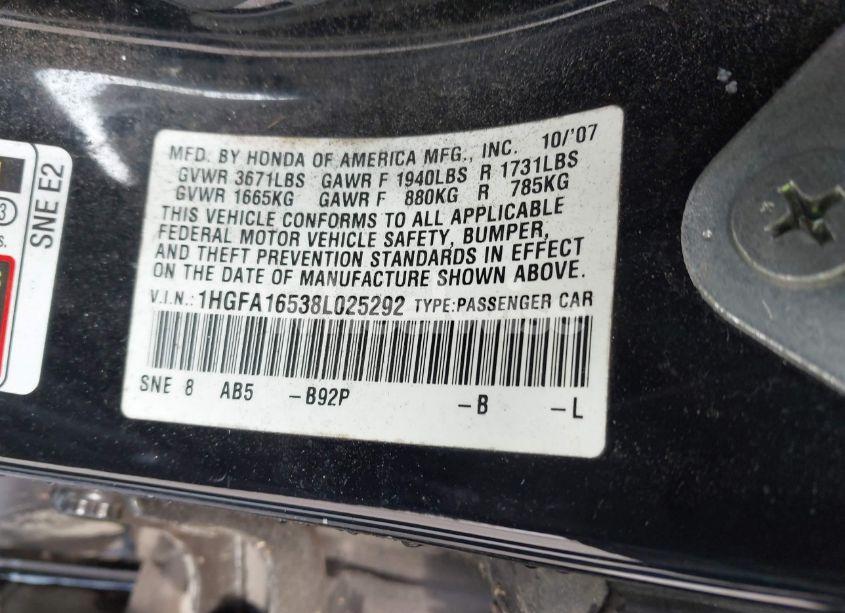 MFD. BY HONDA OF AMERICA MFG., INC. 10/'07
GVWR 3671LBS GAWR F 1940LBS R 1731LBS
GVWR 1665KG GAWR F 880KG R 785KG
THIS VEHICLE CONFORMS TO ALL APPLICABLE
FEDERAL MOTOR VEHICLE SAFETY, BUMPER,
AND THEFT PREVENTION STANDARDS IN EFFECT
ON THE DATE OF MANUFACTURE SHOWN ABOVE.
V.I.N.: 1HGFA16538L025292 TYPE:PASSENGER CAR
SNE 8 AB5 -B92P -B -L
SNE E2
3
s.